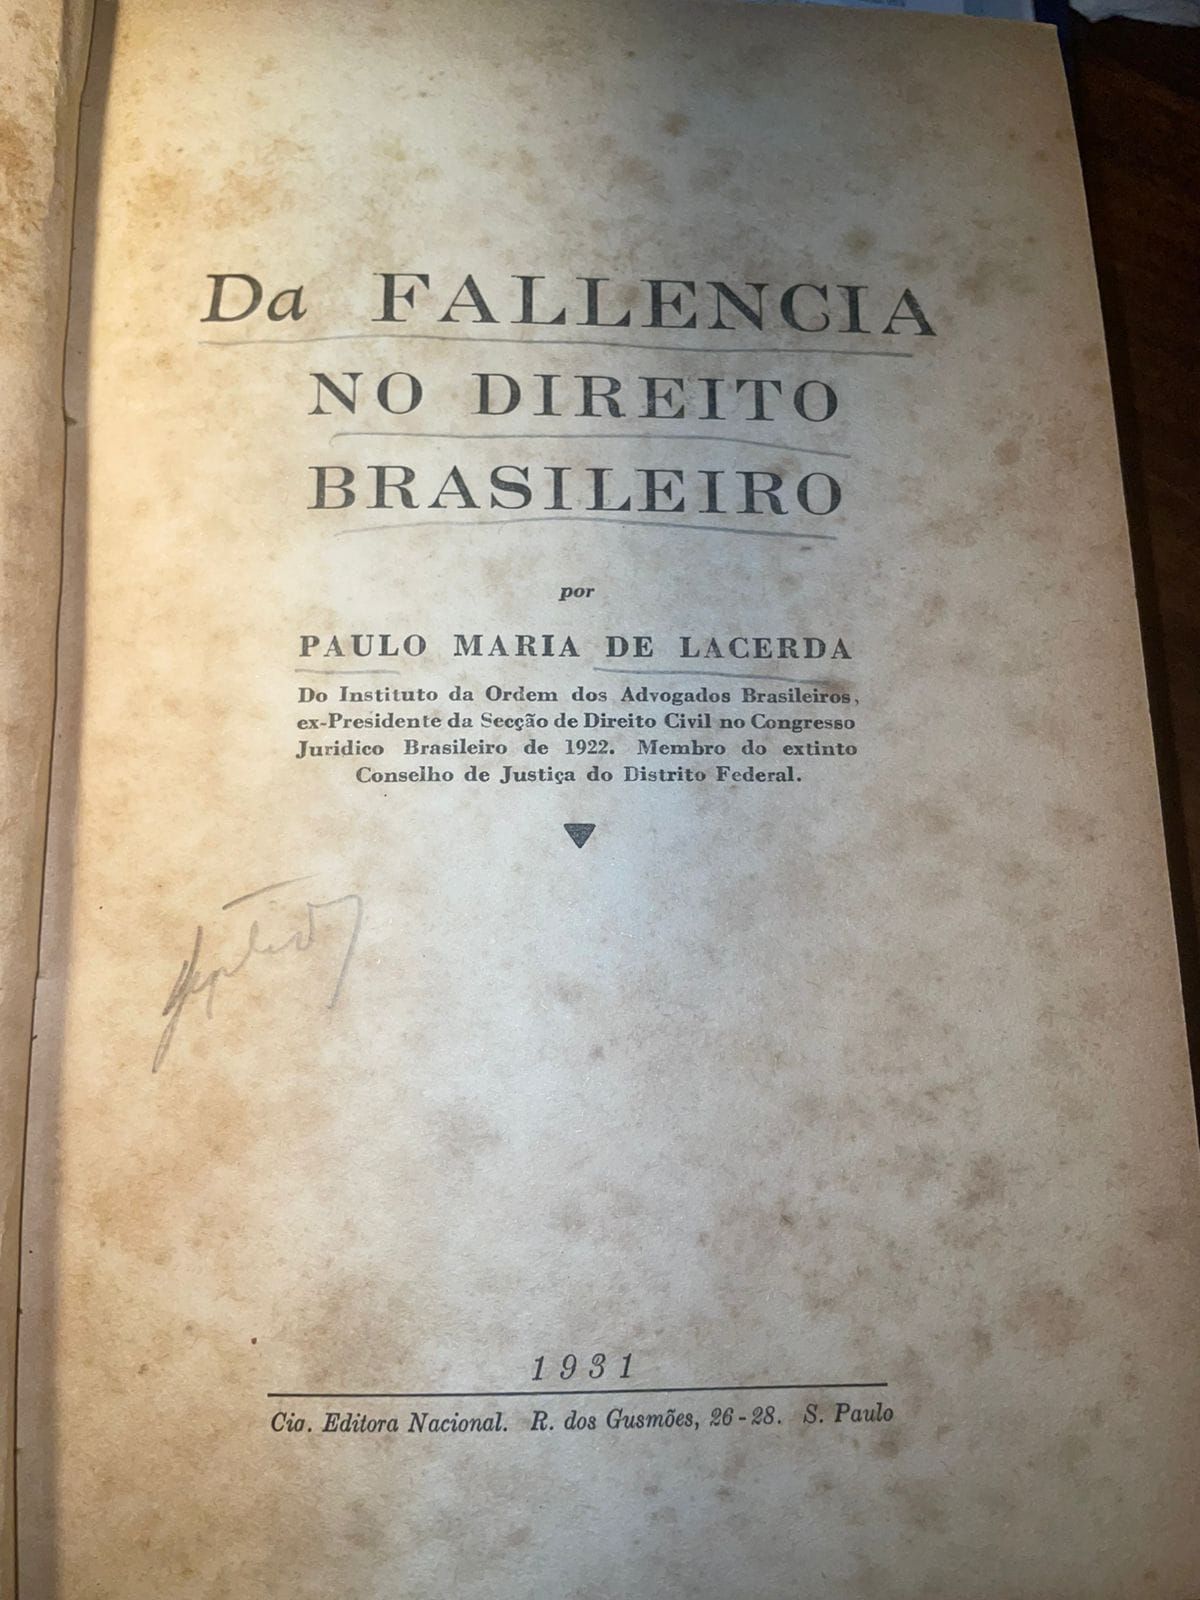 Da FALLENCIA
NO DIREITO
BRASILEIRO
por
PAULO MARIA DE LACERDA
Do Instituto da Ordem dos Advogados Brasileiros,
ex-Presidente da Secção de Direito Civil no Congresso
Juridico Brasileiro de 1922. Membro do extinto
Conselho de Justiça do Distrito Federal.
1931
Cia. Editora Nacional. R. dos Gusmões, 26-28. S. Paulo